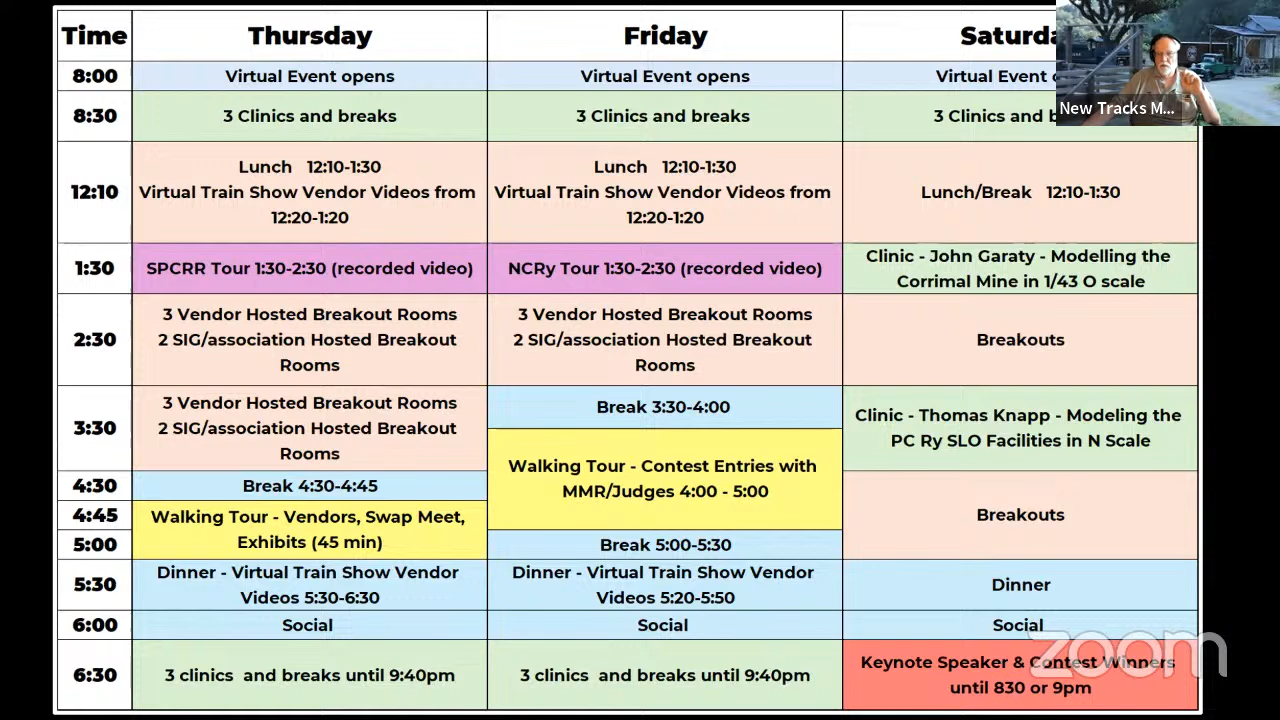 Time Thursday Friday Saturda
8:00 Virtual Event opens Virtual Event opens Virtual Event
8:30 3 Clinics and breaks 3 Clinics and breaks 3 Clinics and b
New Tracks M...
12:10
Lunch 12:10-1:30
Virtual Train Show Vendor Videos from
12:20-1:20
Lunch 12:10-1:30
Virtual Train Show Vendor Videos from
12:20-1:20
Lunch/Break 12:10-1:30
1:30
SPCRR Tour 1:30-2:30 (recorded video)
NCRy Tour 1:30-2:30 (recorded video)
Clinic - John Garaty - Modelling the
Corrimal Mine in 1/43 O scale
2:30
3 Vendor Hosted Breakout Rooms
2 SIG/association Hosted Breakout
Rooms
3 Vendor Hosted Breakout Rooms
2 SIG/association Hosted Breakout
Rooms
Breakouts
3:30
3 Vendor Hosted Breakout Rooms
2 SIG/association Hosted Breakout
Rooms
Break 3:30-4:00
Clinic - Thomas Knapp - Modeling the
PC Ry SLO Facilities in N Scale
Walking Tour - Contest Entries with
MMR/Judges 4:00 - 5:00
4:30
Break 4:30-4:45
Breakouts
4:45
Walking Tour - Vendors, Swap Meet,
Exhibits (45 min)
5:00
Break 5:00-5:30
5:30
Dinner - Virtual Train Show Vendor
Videos 5:30-6:30
Dinner - Virtual Train Show Vendor
Videos 5:20-5:50
Dinner
6:00 Social Social Social
6:30
3 clinics and breaks until 9:40pm
3 clinics and breaks until 9:40pm
Keynote Speaker & Contest Winners
until 830 or 9pm
zoom